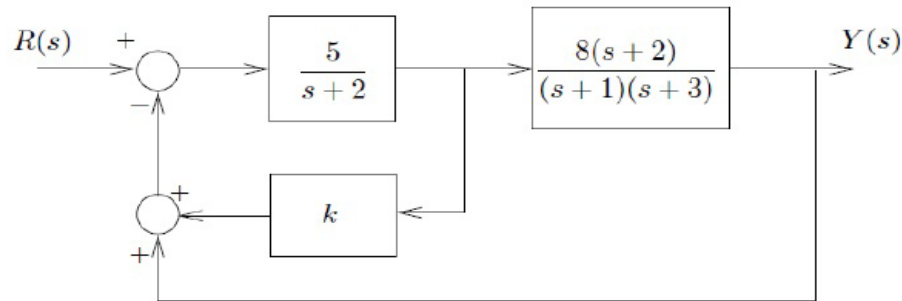 R(s)
+
−
5
s + 2
8(s + 2)
(s + 1)(s + 3)
Y(s)
+
k
+